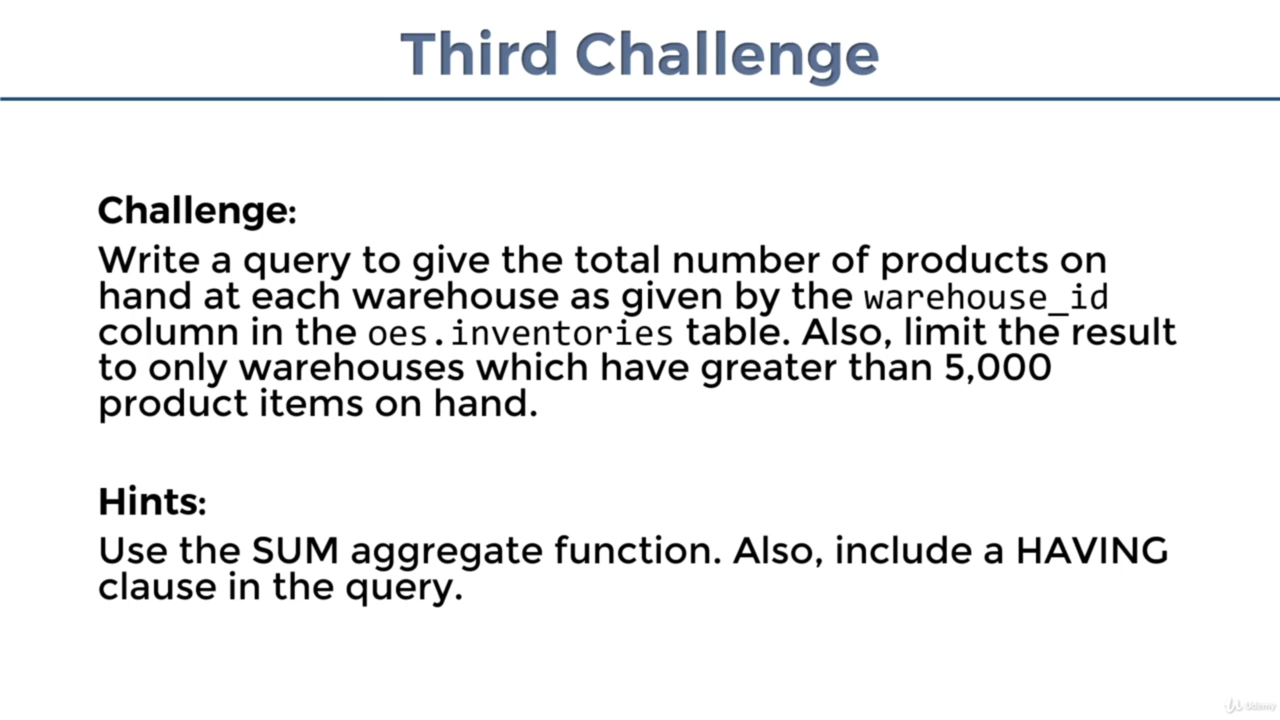 Third Challenge
Challenge:
Write a query to give the total number of products on
hand at each warehouse as given by the warehouse_id
column in the oes.inventories table. Also, limit the result
to only warehouses which have greater than 5,000
product items on hand.
Hints:
Use the SUM aggregate function. Also, include a HAVING
clause in the query.
Udemy